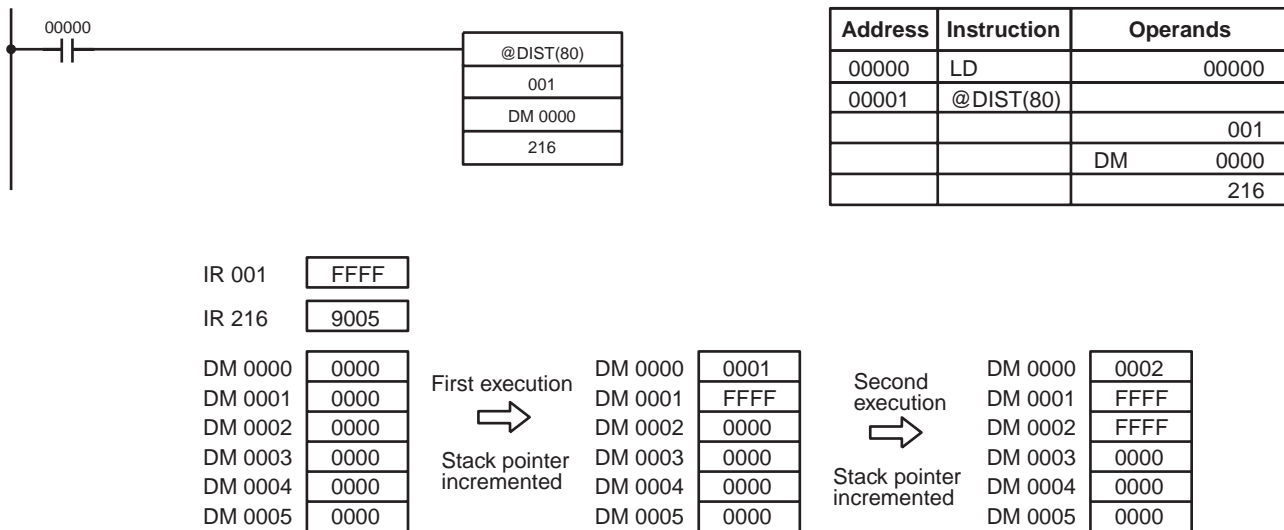 00000
@DIST(80)
001
DM 0000
216
Address Instruction Operands
00000 LD 00000
00001 @DIST(80)
001
DM 0000
216
IR 001 FFFF
IR 216 9005
DM 0000 0000
DM 0001 0000
DM 0002 0000
DM 0003 0000
DM 0004 0000
DM 0005 0000
First execution
Stack pointer
incremented
DM 0000 0001
DM 0001 FFFF
DM 0002 0000
DM 0003 0000
DM 0004 0000
DM 0005 0000
Second
execution
Stack pointer
incremented
DM 0000 0002
DM 0001 FFFF
DM 0002 FFFF
DM 0003 0000
DM 0004 0000
DM 0005 0000